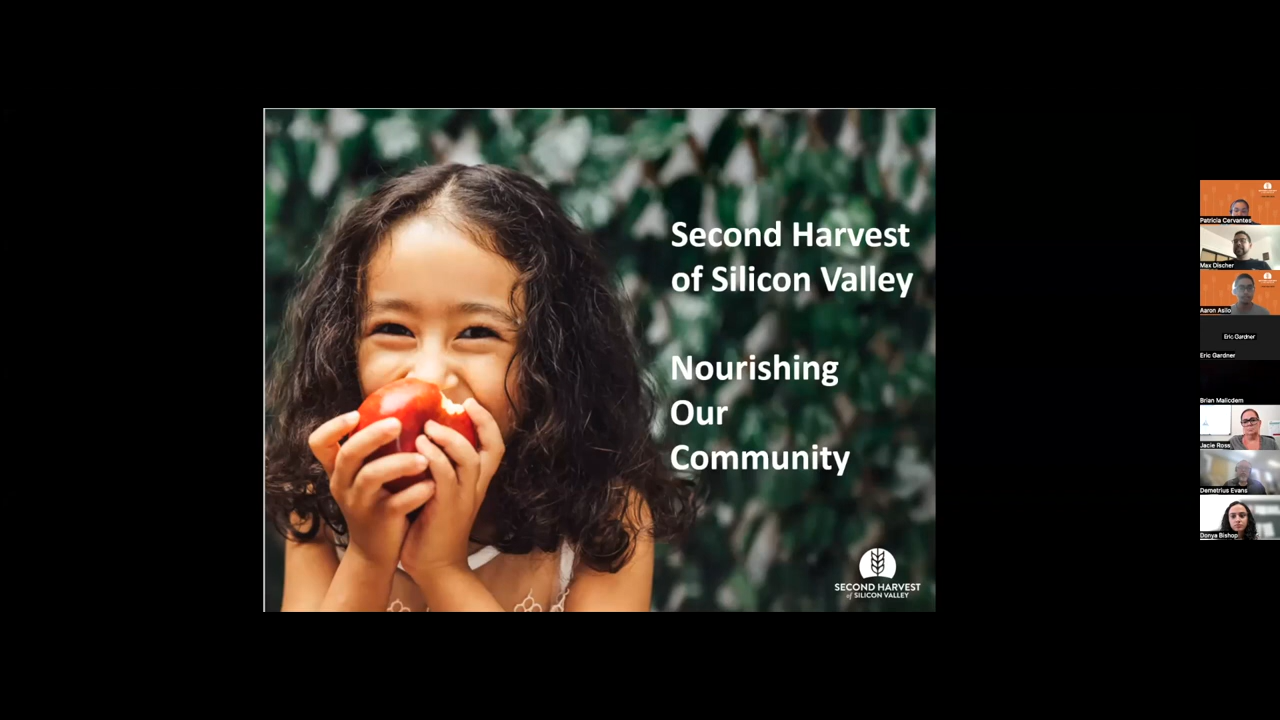 Second Harvest
of Silicon Valley
Nourishing
Our
Community
SECOND HARVEST
of SILICON VALLEY
Patricia Cervantes
Max Discher
Aaron Asilo
Eric Gardner
Eric Gardner
Brian Malicdem
Jacie Ross
Demetrius Evans
Donya Bishop